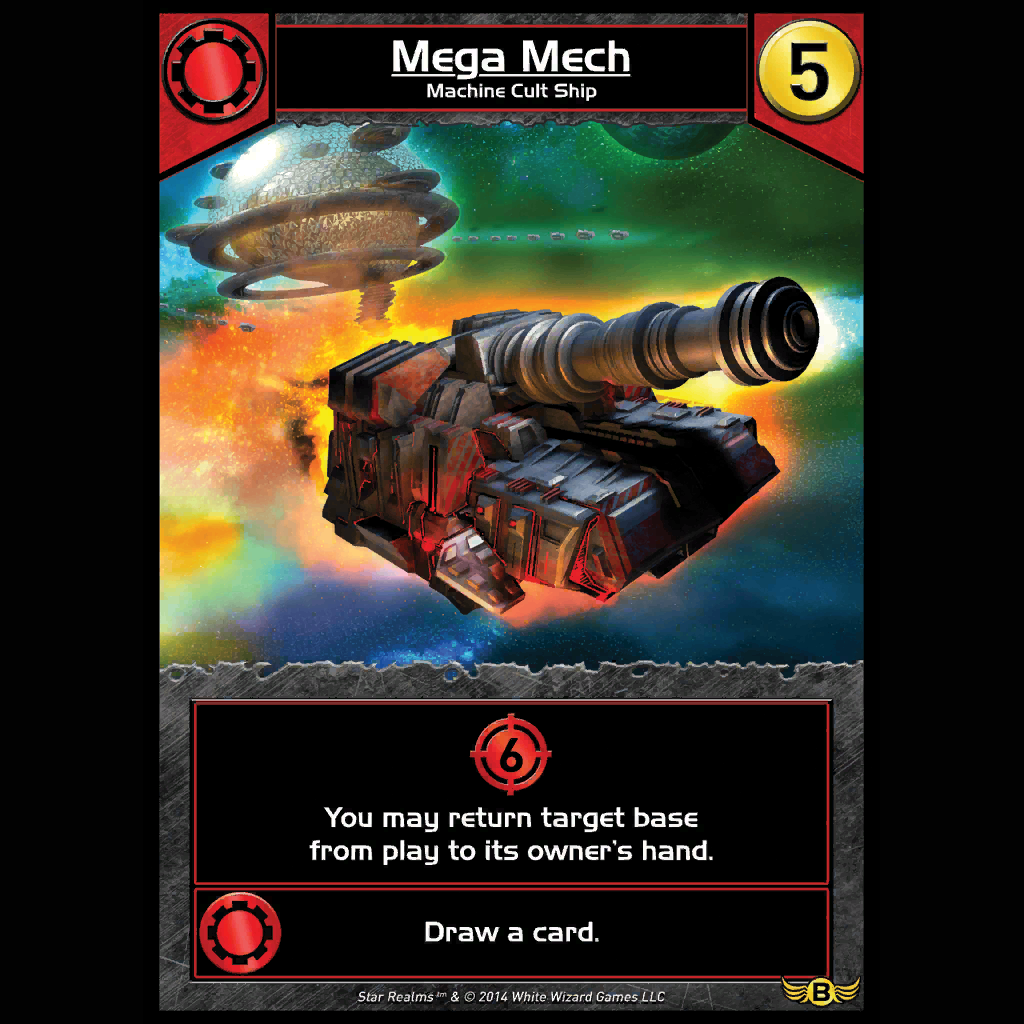 Mega Mech
5
Machine Cult Ship
6
You may return target base
from play to its owner's hand.
Draw a card.
Star Realms™ & © 2014 White Wizard Games LLC
B